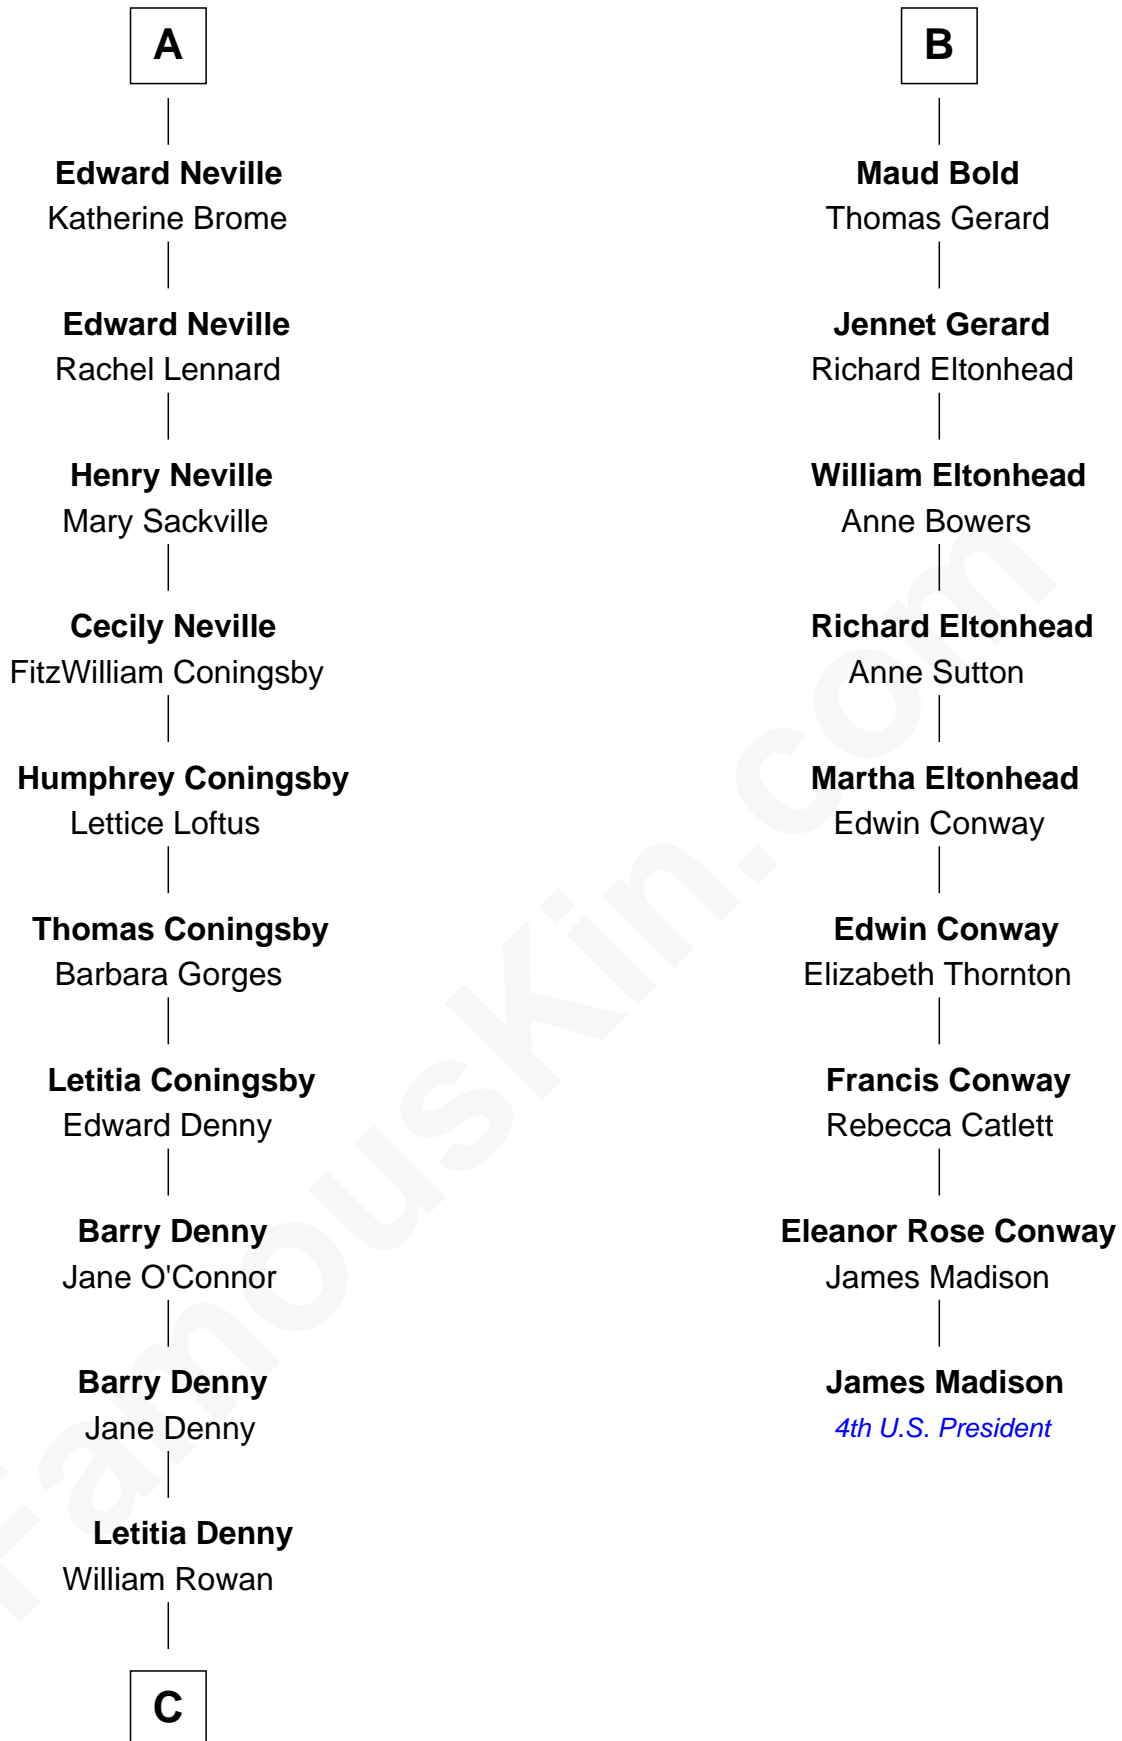 A
Edward Neville
Katherine Brome
Edward Neville
Rachel Lennard
Henry Neville
Mary Sackville
Cecily Neville
FitzWilliam Coningsby
Humphrey Coningsby
Lettice Loftus
Thomas Coningsby
Barbara Gorges
Letitia Coningsby
Edward Denny
Barry Denny
Jane O'Connor
Barry Denny
Jane Denny
Letitia Denny
William Rowan
C
B
Maud Bold
Thomas Gerard
Jennet Gerard
Richard Eltonhead
William Eltonhead
Anne Bowers
Richard Eltonhead
Anne Sutton
Martha Eltonhead
Edwin Conway
Edwin Conway
Elizabeth Thornton
Francis Conway
Rebecca Catlett
Eleanor Rose Conway
James Madison
James Madison
4th U.S. President
FamousKin.com